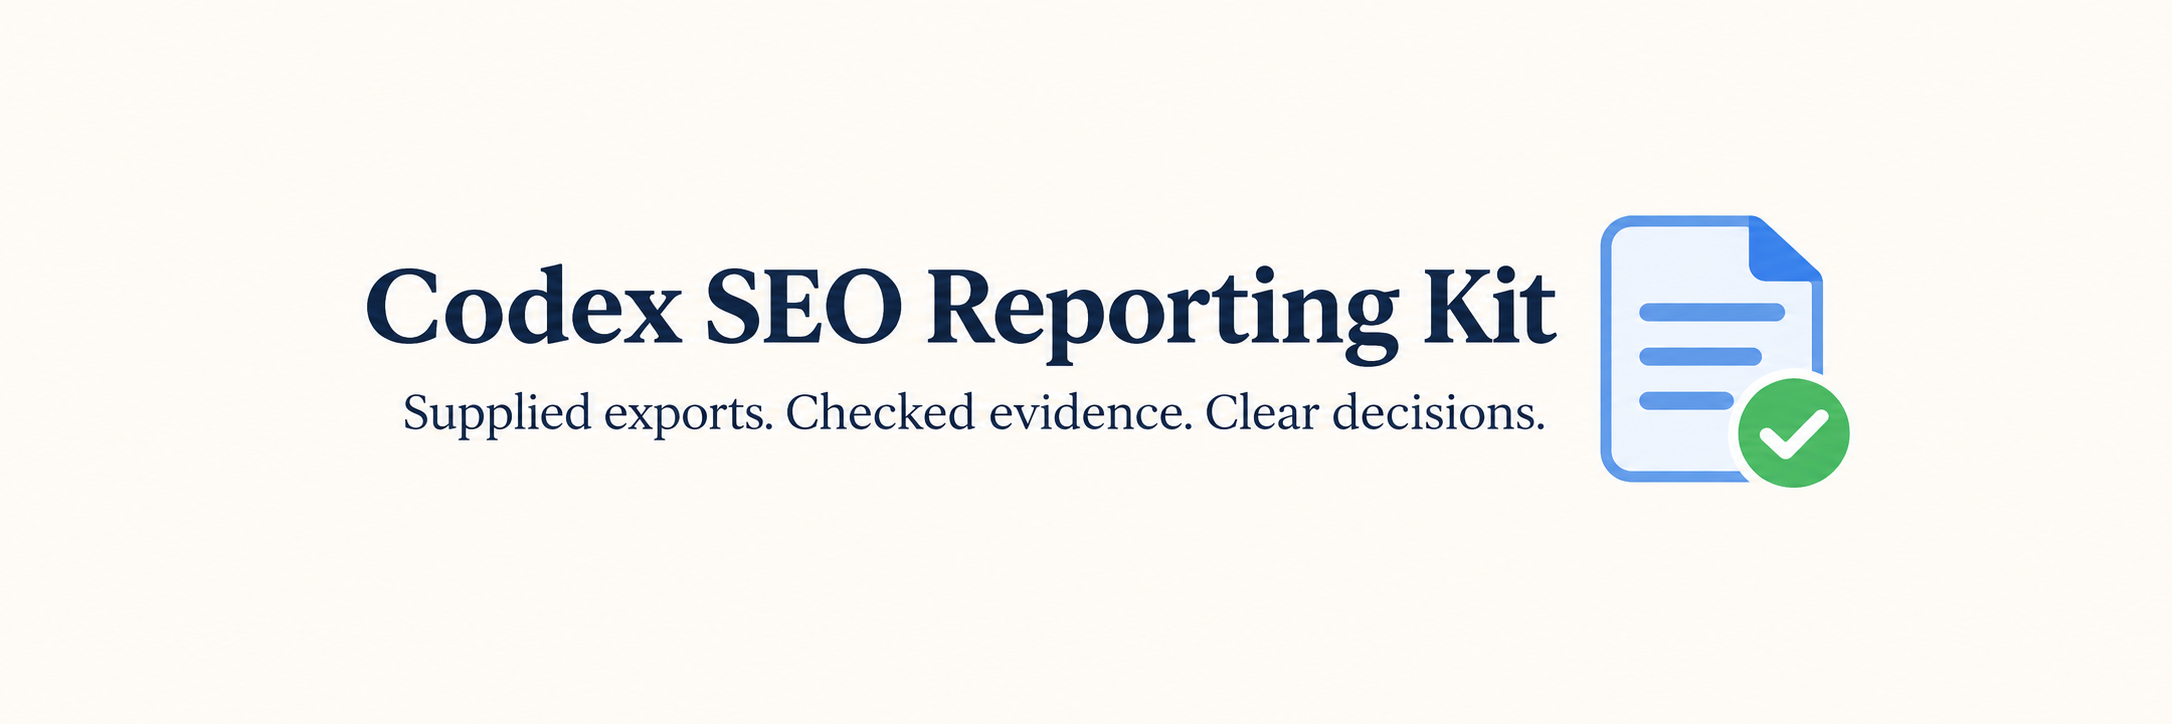 Codex SEO Reporting Kit
Supplied exports. Checked evidence. Clear decisions.